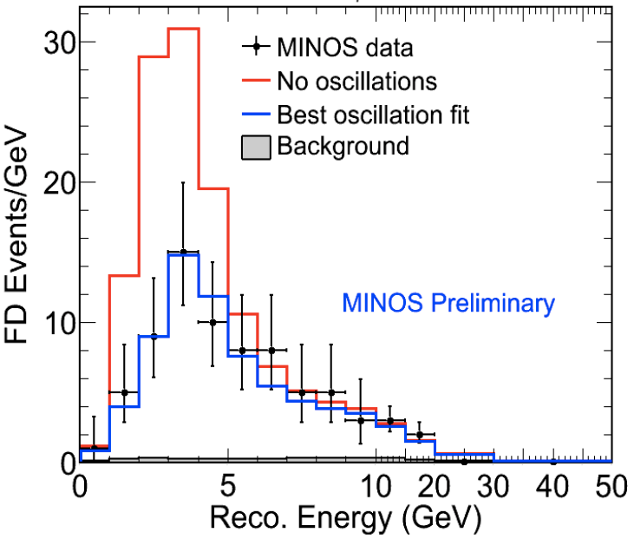 30
20
10
0
FD Events/GeV
MINOS data
No oscillations
Best oscillation fit
Background
MINOS Preliminary
0 5 10 20 30 40 50
Reco. Energy (GeV)